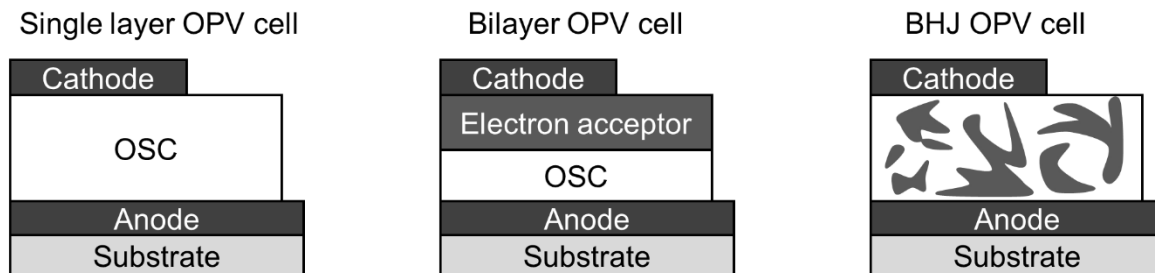 Single layer OPV cell
Cathode
OSC
Anode
Substrate
Bilayer OPV cell
Cathode
Electron acceptor
OSC
Anode
Substrate
BHJ OPV cell
Cathode
Anode
Substrate